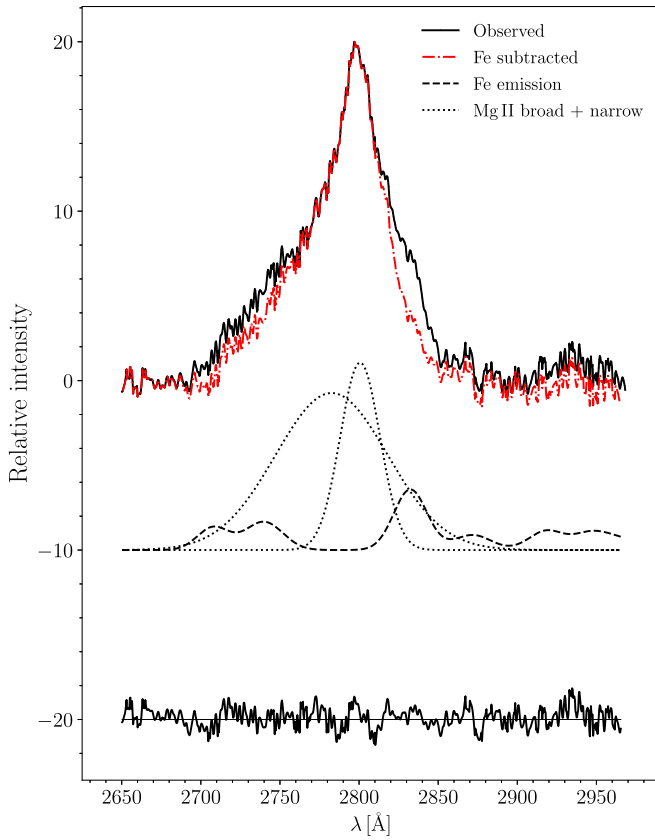 Observed
Fe subtracted
Fe emission
Mg II broad + narrow
20
10
0
−10
−20
Relative intensity
2650 2700 2750 2800 2850 2900 2950
λ [Å]